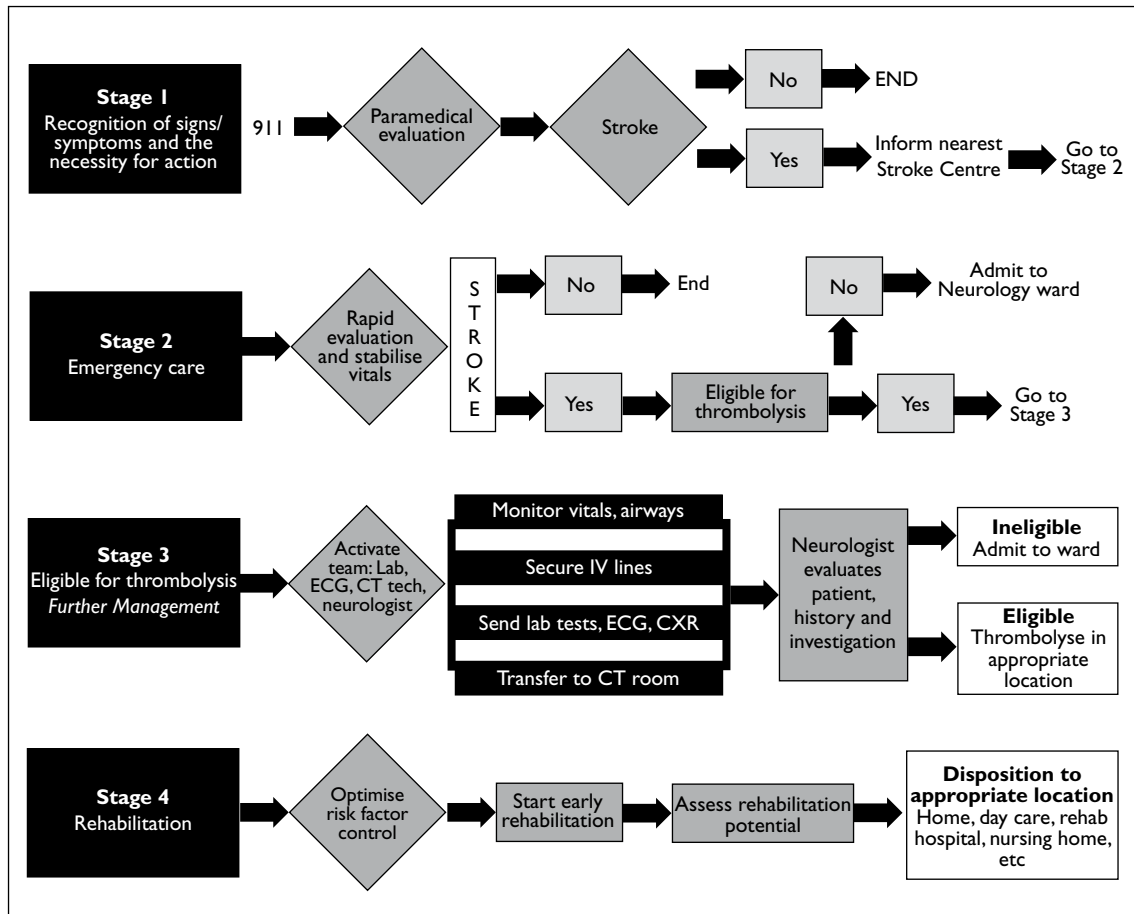 Stage 1
Recognition of signs/
symptoms and the
necessity for action
911
Paramedical
evaluation
Stroke
No
END
Yes
Inform nearest
Stroke Centre
Go to
Stage 2
Stage 2
Emergency care
Rapid
evaluation
and stabilise
vitals
S
T
R
O
K
E
No
End
Yes
Eligible for
thrombolysis
No
Admit to
Neurology ward
Yes
Go to
Stage 3
Stage 3
Eligible for thrombolysis
Further Management
Activate
team: Lab,
ECG, CT tech,
neurologist
Monitor vitals, airways
Secure IV lines
Send lab tests, ECG, CXR
Transfer to CT room
Neurologist
evaluates
patient,
history and
investigation
Ineligible
Admit to ward
Eligible
Thrombolyse in
appropriate
location
Stage 4
Rehabilitation
Optimise
risk factor
control
Start early
rehabilitation
Assess rehabilitation
potential
Disposition to
appropriate location
Home, day care, rehab
hospital, nursing home,
etc